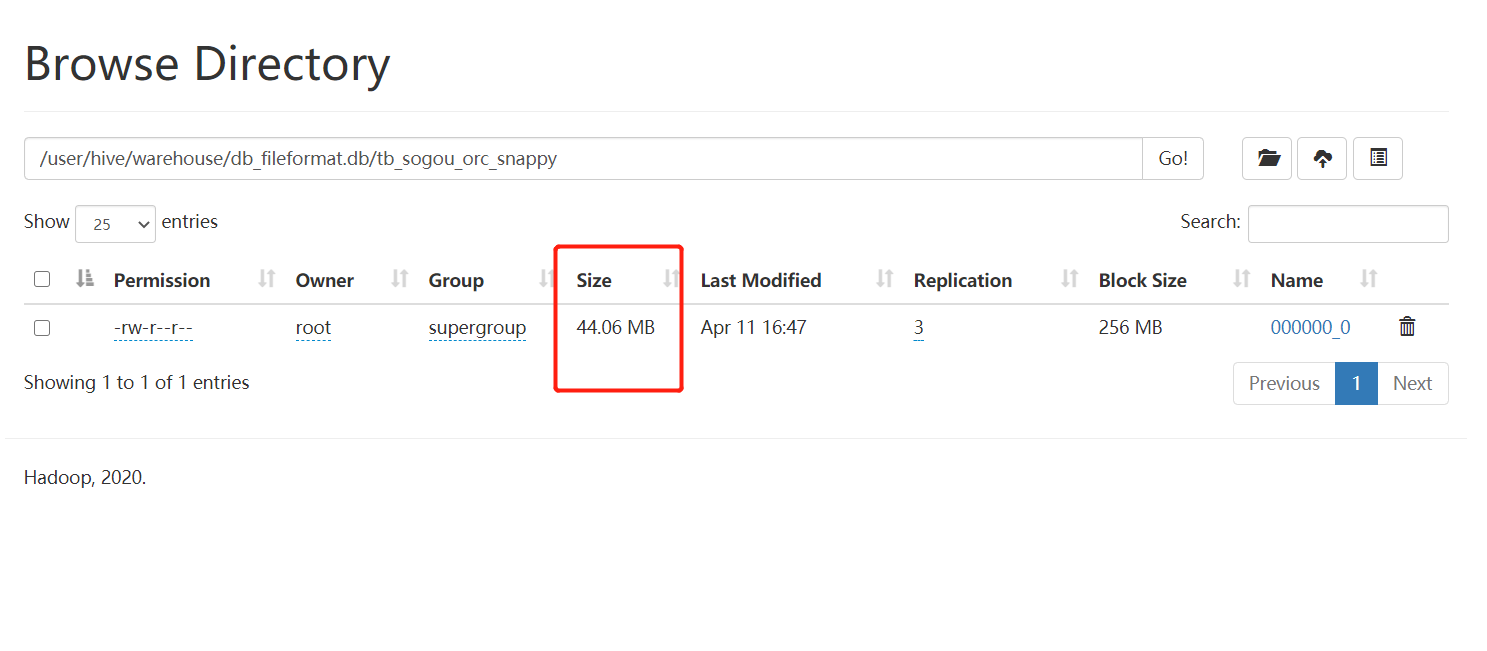 Browse Directory
/user/hive/warehouse/db_fileformat.db/tb_sogou_orc_snappy Go!
Show 25 entries Search:
Permission Owner Group Size Last Modified Replication Block Size Name
-rw-r--r-- root supergroup 44.06 MB Apr 11 16:47 3 256 MB 000000_0
Showing 1 to 1 of 1 entries Previous 1 Next
Hadoop, 2020.